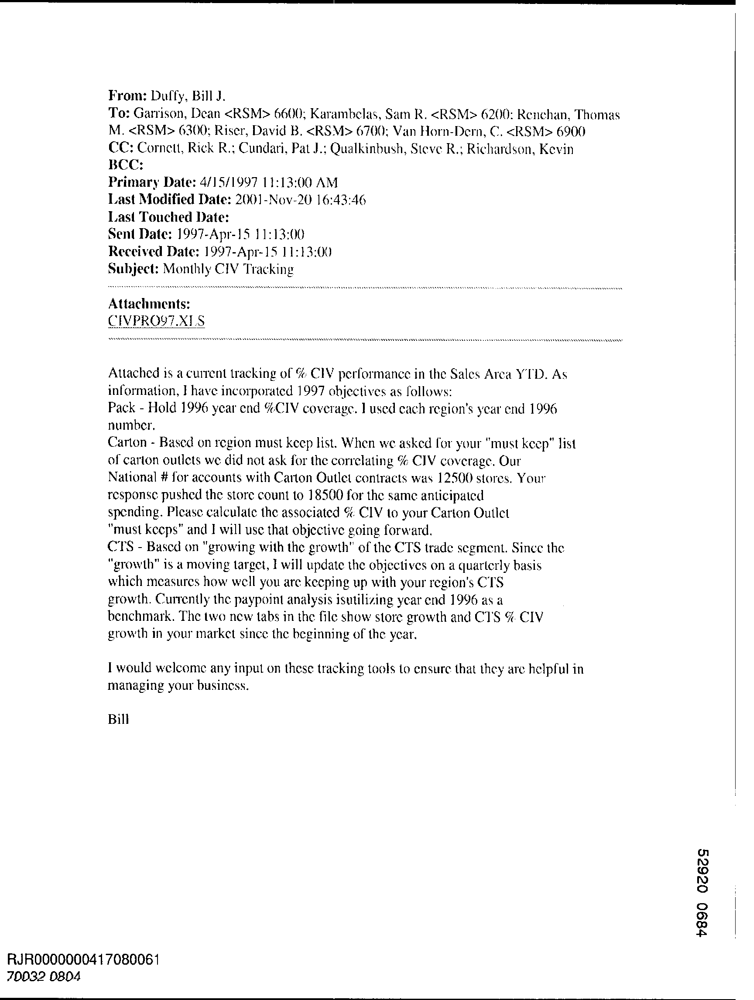 From: Duffy, Bill J.
To: Garrison, Dean <RSM> 6600; Karambelas, Sam R. <RSM> 6200; Renehan, Thomas
M. <RSM> 6300; Riser, David B. <RSM> 6700; Van Horn-Dern, C. <RSM> 6900
CC: Cornett, Rick R.; Cundari, Pat J.; Qualkinbush, Steve R.; Richardson, Kevin
BCC:
Primary Date: 4/15/1997 11:13:00 AM
Last Modified Date: 2001-Nov-20 16:43:46
Last Touched Date:
Sent Date: 1997-Apr-15 11:13:00
Received Date: 1997-Apr-15 11:13:00
Subject: Monthly CIV Tracking
Attachments:
CIVPRO97.XLS
Attached is a current tracking of % CIV performance in the Sales Area YTD. As
information, I have incorporated 1997 objectives as follows:
Pack - Hold 1996 year end %CIV coverage. I used each region's year end 1996
number.
Carton - Based on region must keep list. When we asked for your "must keep" list
of carton outlets we did not ask for the correlating % CIV coverage. Our
National # for accounts with Carton Outlet contracts was 12500 stores. Your
response pushed the store count to 18500 for the same anticipated
spending. Please calculate the associated % CIV to your Carton Outlet
"must keeps" and I will use that objective going forward.
CTS - Based on "growing with the growth" of the CTS trade segment. Since the
"growth" is a moving target, I will update the objectives on a quarterly basis
which measures how well you are keeping up with your region's CTS
growth. Currently the paypoint analysis isutilizing year end 1996 as a
benchmark. The two new tabs in the file show store growth and CTS % CIV
growth in your market since the beginning of the year.
I would welcome any input on these tracking tools to ensure that they are helpful in
managing your business.
Bill
52920 0684
RJR0000000417080061
70032 0804